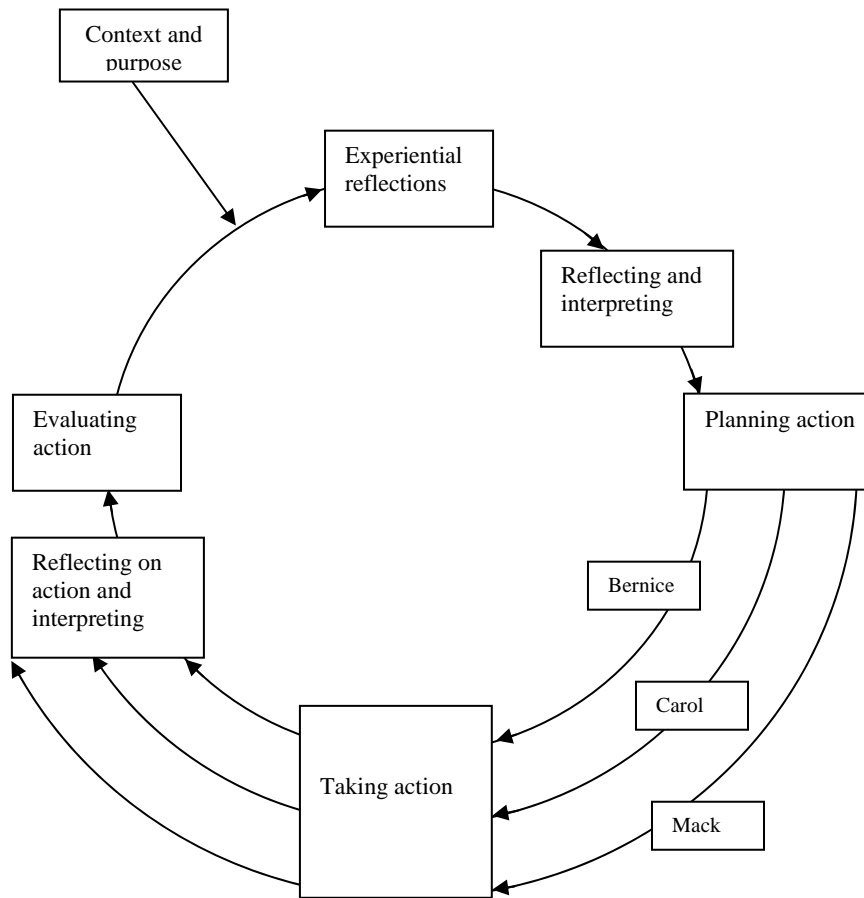 Context and
purpose
Experiential
reflections
Reflecting and
interpreting
Planning action
Evaluating
action
Reflecting on
action and
interpreting
Bernice
Carol
Taking action
Mack